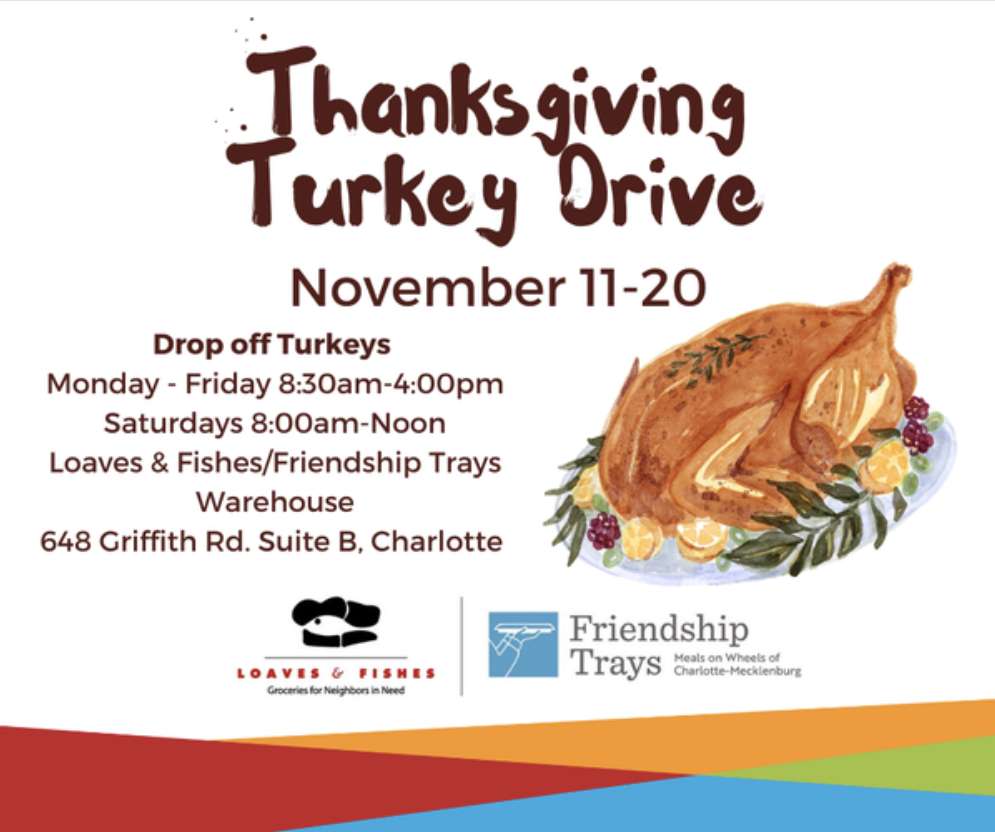 Thanksgiving
Turkey Drive
November 11-20
Drop off Turkeys
Monday - Friday 8:30am-4:00pm
Saturdays 8:00am-Noon
Loaves & Fishes/Friendship Trays
Warehouse
648 Griffith Rd. Suite B, Charlotte
LOAVES & FISHES
Groceries for Neighbors in Need
Friendship
Trays
Meals on Wheels of
Charlotte-Mecklenburg